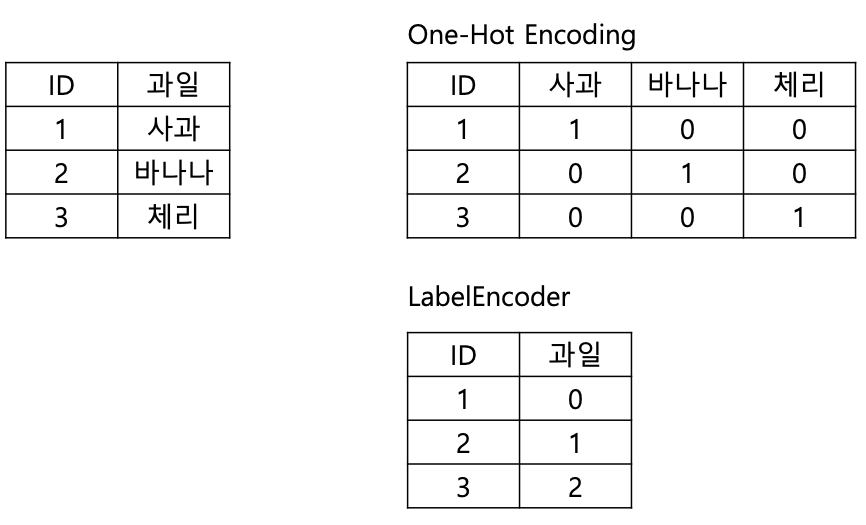 One-Hot Encoding
ID 과일
1 사과
2 바나나
3 체리
ID 사과 바나나 체리
1 1 0 0
2 0 1 0
3 0 0 1
LabelEncoder
ID 과일
1 0
2 1
3 2